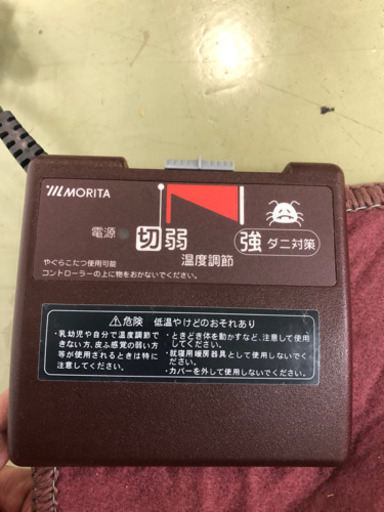 MORITA
電源 切 弱 強 ダニ対策
温度調節
やぐらこたつ使用可能
コントローラーの上に物をおかないでください。
⚠危険 低温やけどのおそれあり
・乳幼児や自分で温度調節で
きない方、皮ふ感覚の弱い方
等が使用されるときは特に
注意してください。
・ときどき体を動かすなど、注意して使用
してください。
・就寝用暖房器具として使用しないでく
ださい。
・カバーを外して使用しないでください。